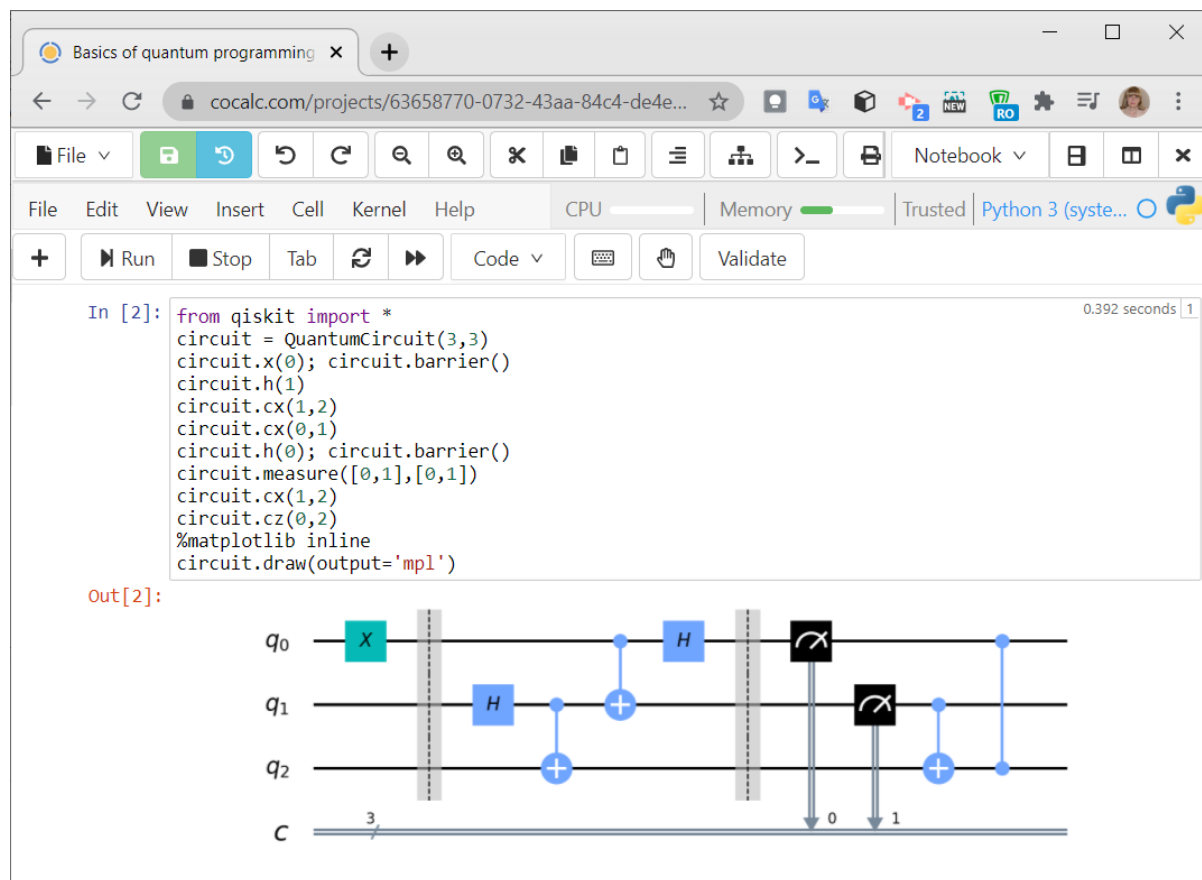 Basics of quantum programming
cocalc.com/projects/63658770-0732-43aa-84c4-de4e...
2
NEW
RO
File
Notebook
File Edit View Insert Cell Kernel Help CPU Memory Trusted Python 3 (syste...
Run Stop Tab Code Validate
In [2]:
0.392 seconds 1
from qiskit import *
circuit = QuantumCircuit(3,3)
circuit.x(0); circuit.barrier()
circuit.h(1)
circuit.cx(1,2)
circuit.cx(0,1)
circuit.h(0); circuit.barrier()
circuit.measure([0,1],[0,1])
circuit.cx(1,2)
circuit.cz(0,2)
%matplotlib inline
circuit.draw(output='mpl')
Out[2]:
q0 X H
q1 H
q2
c 3 0 1